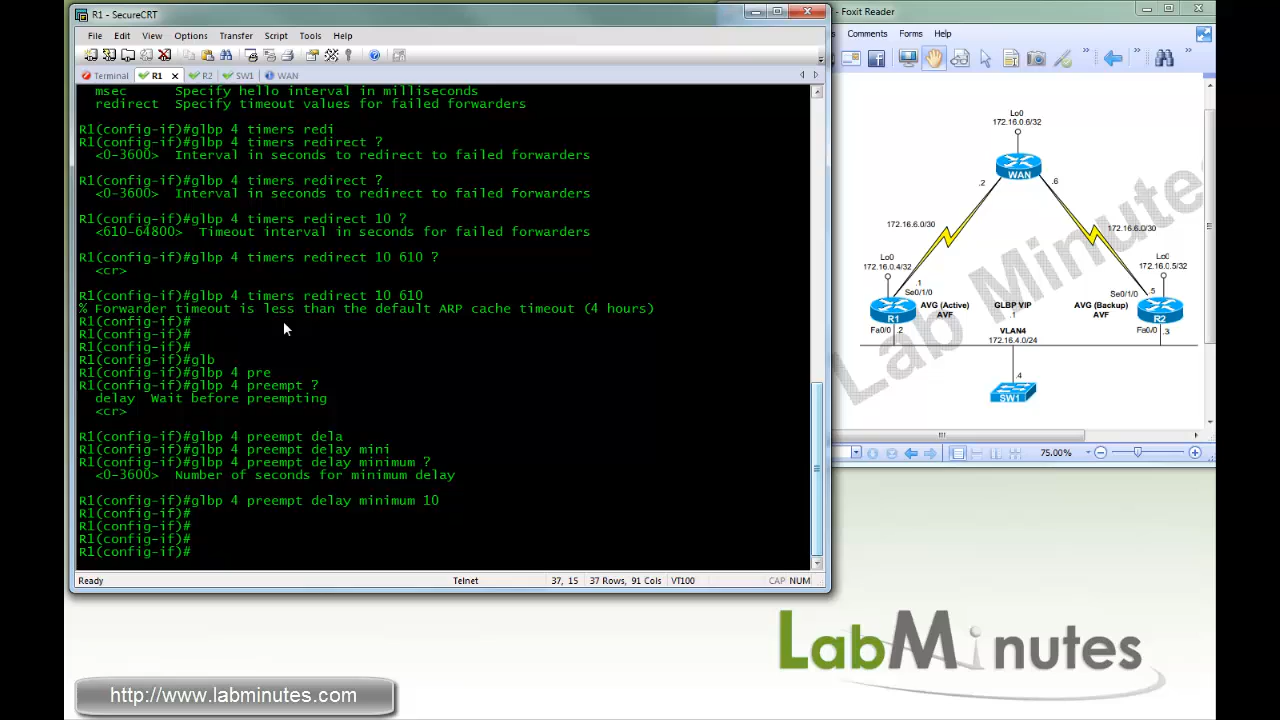 R1 - SecureCRT
File Edit View Options Transfer Script Tools Help
Terminal R1 R2 SW1 WAN
msec Specify hello interval in milliseconds
redirect Specify timeout values for failed forwarders
R1(config-if)#glbp 4 timers redi
R1(config-if)#glbp 4 timers redirect ?
<0-3600> Interval in seconds to redirect to failed forwarders
R1(config-if)#glbp 4 timers redirect ?
<0-3600> Interval in seconds to redirect to failed forwarders
R1(config-if)#glbp 4 timers redirect 10 ?
<610-64800> Timeout interval in seconds for failed forwarders
R1(config-if)#glbp 4 timers redirect 10 610 ?
<cr>
R1(config-if)#glbp 4 timers redirect 10 610
% Forwarder timeout is less than the default ARP cache timeout (4 hours)
R1(config-if)#
R1(config-if)#
R1(config-if)#
R1(config-if)#glb
R1(config-if)#glbp 4 pre
R1(config-if)#glbp 4 preempt ?
delay Wait before preempting
<cr>
R1(config-if)#glbp 4 preempt dela
R1(config-if)#glbp 4 preempt delay mini
R1(config-if)#glbp 4 preempt delay minimum ?
<0-3600> Number of seconds for minimum delay
R1(config-if)#glbp 4 preempt delay minimum 10
R1(config-if)#
R1(config-if)#
R1(config-if)#
R1(config-if)#
Ready Telnet 37, 15 37 Rows, 91 Cols VT100 CAP NUM
- Foxit Reader
Comments Forms Help
Lo0
172.16.0.6/32
WAN
.2 .6
172.16.6.0/30
172.16.6.0/30
Lo0
172.16.0.4/32
Lo0
172.16.0.5/32
.1
Se0/1/0
Se0/1/0 .5
R1
AVG (Active)
AVF
GLBP VIP
.1
AVG (Backup)
AVF
R2
Fa0/0 .2
Fa0/0 .3
VLAN4
172.16.4.0/24
.4
SW1
Lab Minutes
75.00%
LabMinutes
http://www.labminutes.com